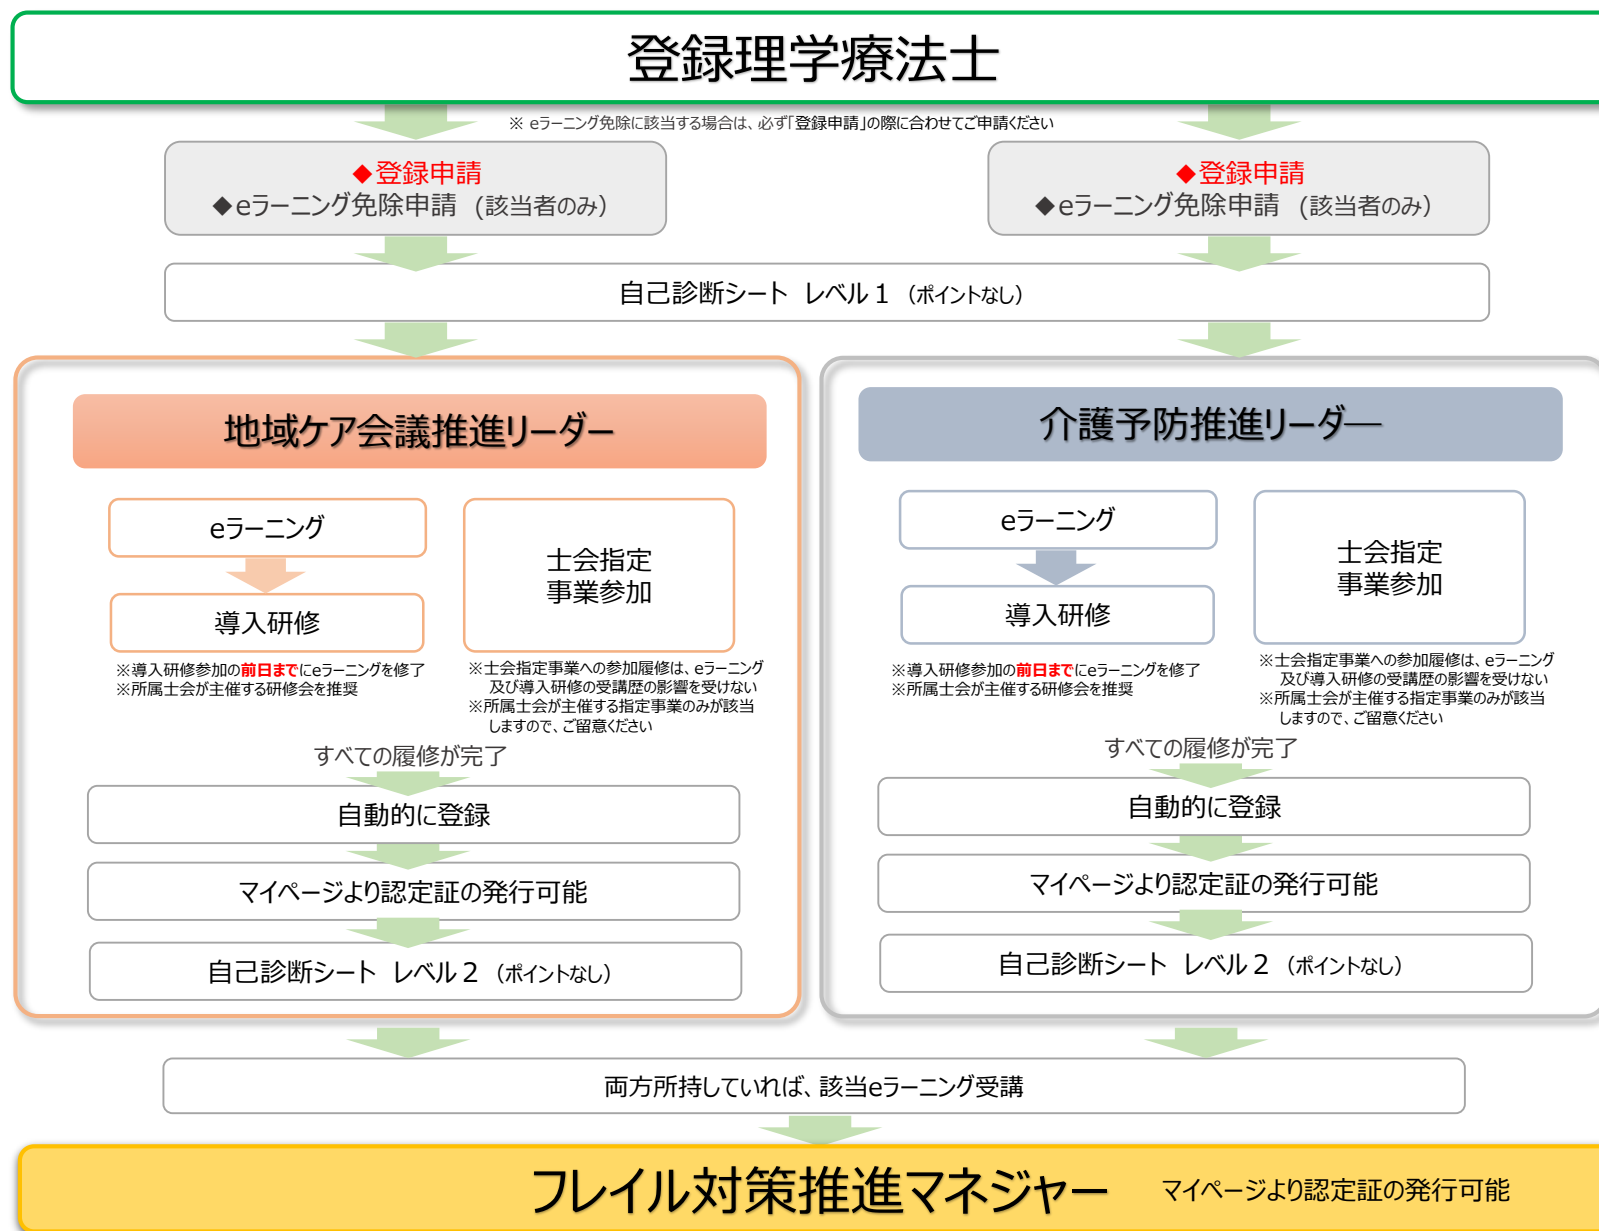 登録理学療法士
※ eラーニング免除に該当する場合は、必ず「登録申請」の際に合わせてご申請ください
◆登録申請
◆eラーニング免除申請 (該当者のみ)
◆登録申請
◆eラーニング免除申請 (該当者のみ)
自己診断シート レベル１ (ポイントなし)
地域ケア会議推進リーダー
eラーニング
導入研修
※導入研修参加の前日までにeラーニングを修了
※所属士会が主催する研修会を推奨
士会指定
事業参加
※士会指定事業への参加履修は、eラーニング
及び導入研修の受講歴の影響を受けない
※所属士会が主催する指定事業のみが該当
しますので、ご留意ください
すべての履修が完了
自動的に登録
マイページより認定証の発行可能
自己診断シート レベル２ (ポイントなし)
介護予防推進リーダ―
eラーニング
導入研修
※導入研修参加の前日までにeラーニングを修了
※所属士会が主催する研修会を推奨
士会指定
事業参加
※士会指定事業への参加履修は、eラーニング
及び導入研修の受講歴の影響を受けない
※所属士会が主催する指定事業のみが該当
しますので、ご留意ください
すべての履修が完了
自動的に登録
マイページより認定証の発行可能
自己診断シート レベル２ (ポイントなし)
両方所持していれば、該当eラーニング受講
フレイル対策推進マネジャー マイページより認定証の発行可能